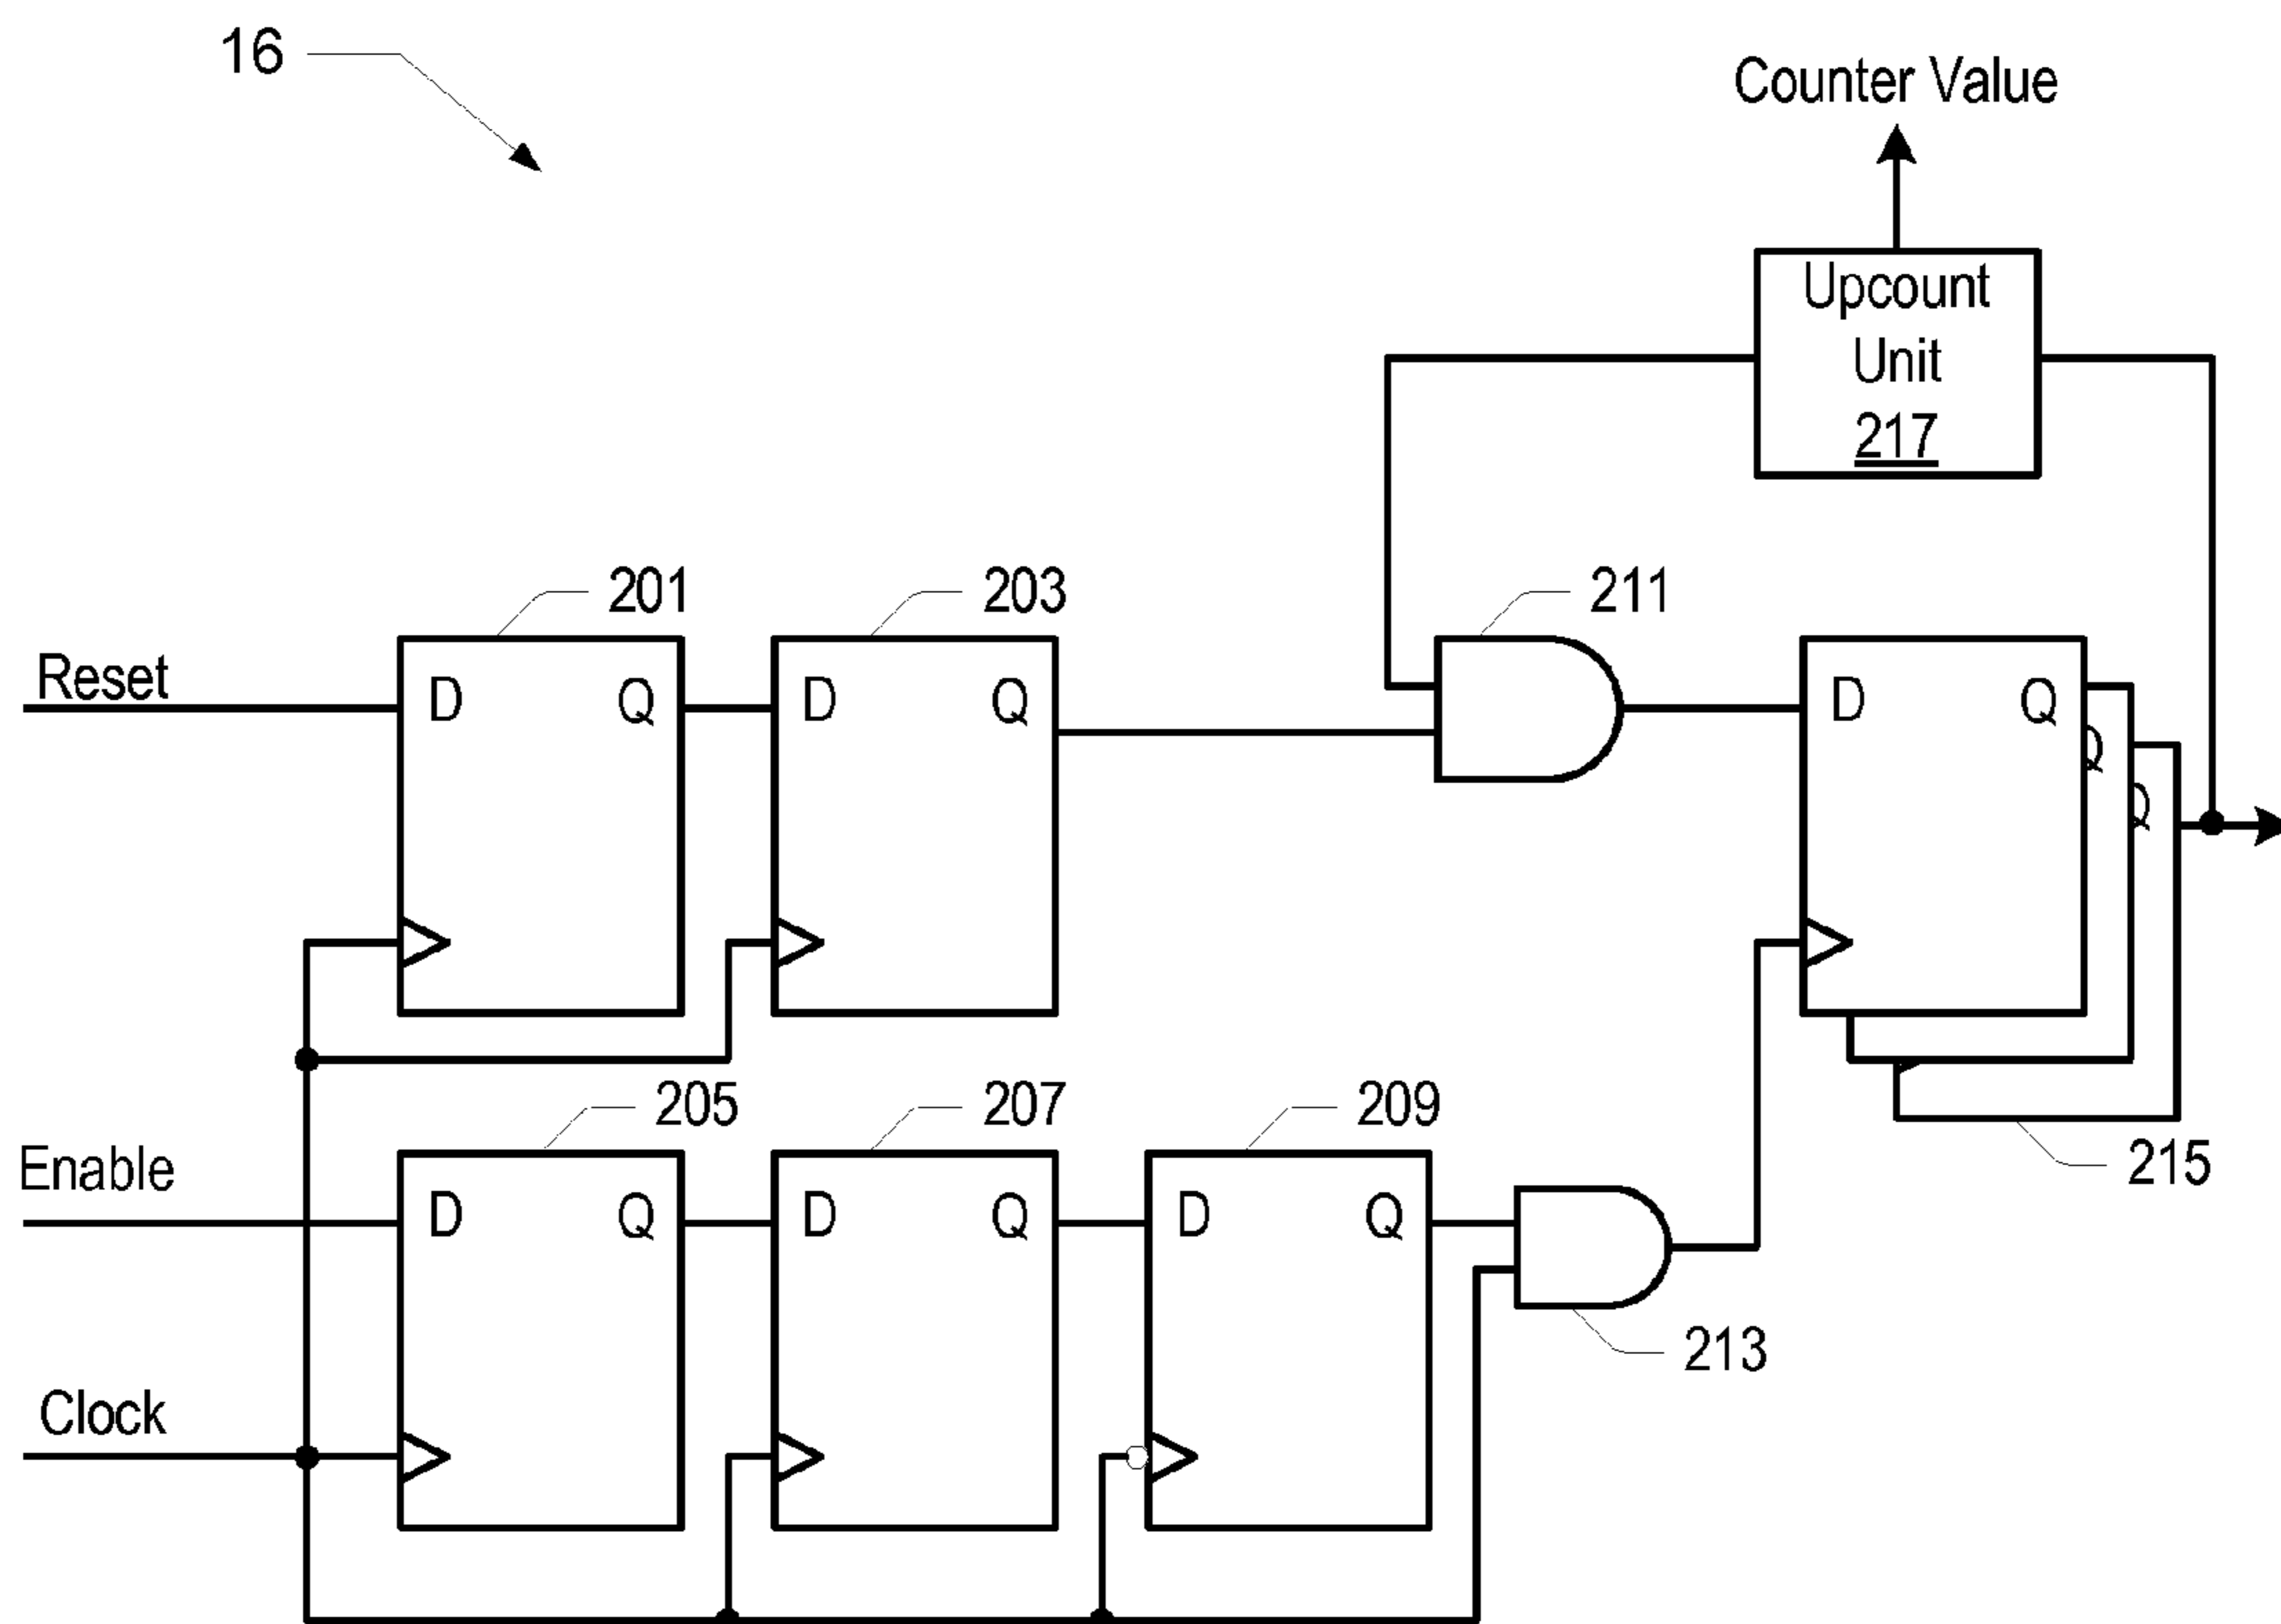 16
Counter Value
Upcount
Unit
217
201
203
211
Reset
D
Q
D
Q
D
Q
Q
Q
205
207
209
215
Enable
D
Q
D
Q
D
Q
213
Clock